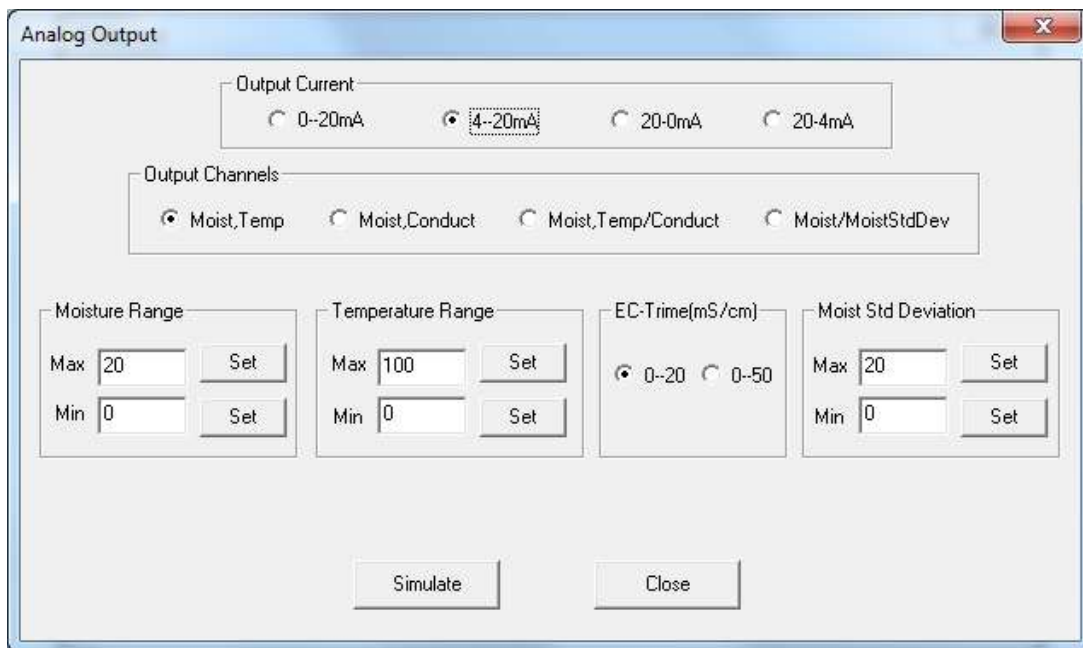 Analog Output
Output Current
0--20mA 4--20mA 20-0mA 20-4mA
Output Channels
Moist,Temp Moist,Conduct Moist,Temp/Conduct Moist/MoistStdDev
Moisture Range Temperature Range EC-Trime(mS/cm) Moist Std Deviation
Max 20 Set Max 100 Set 0--20 0--50 Max 20 Set
Min 0 Set Min 0 Set Min 0 Set
Simulate Close